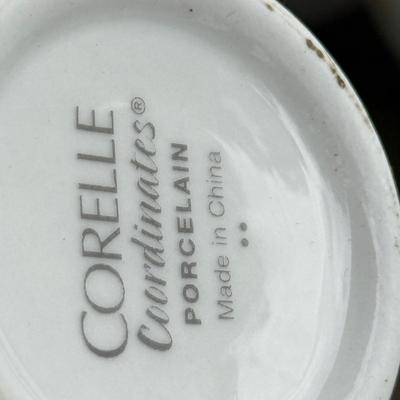 CORELLE
Coordinates®
PORCELAIN
Made in China